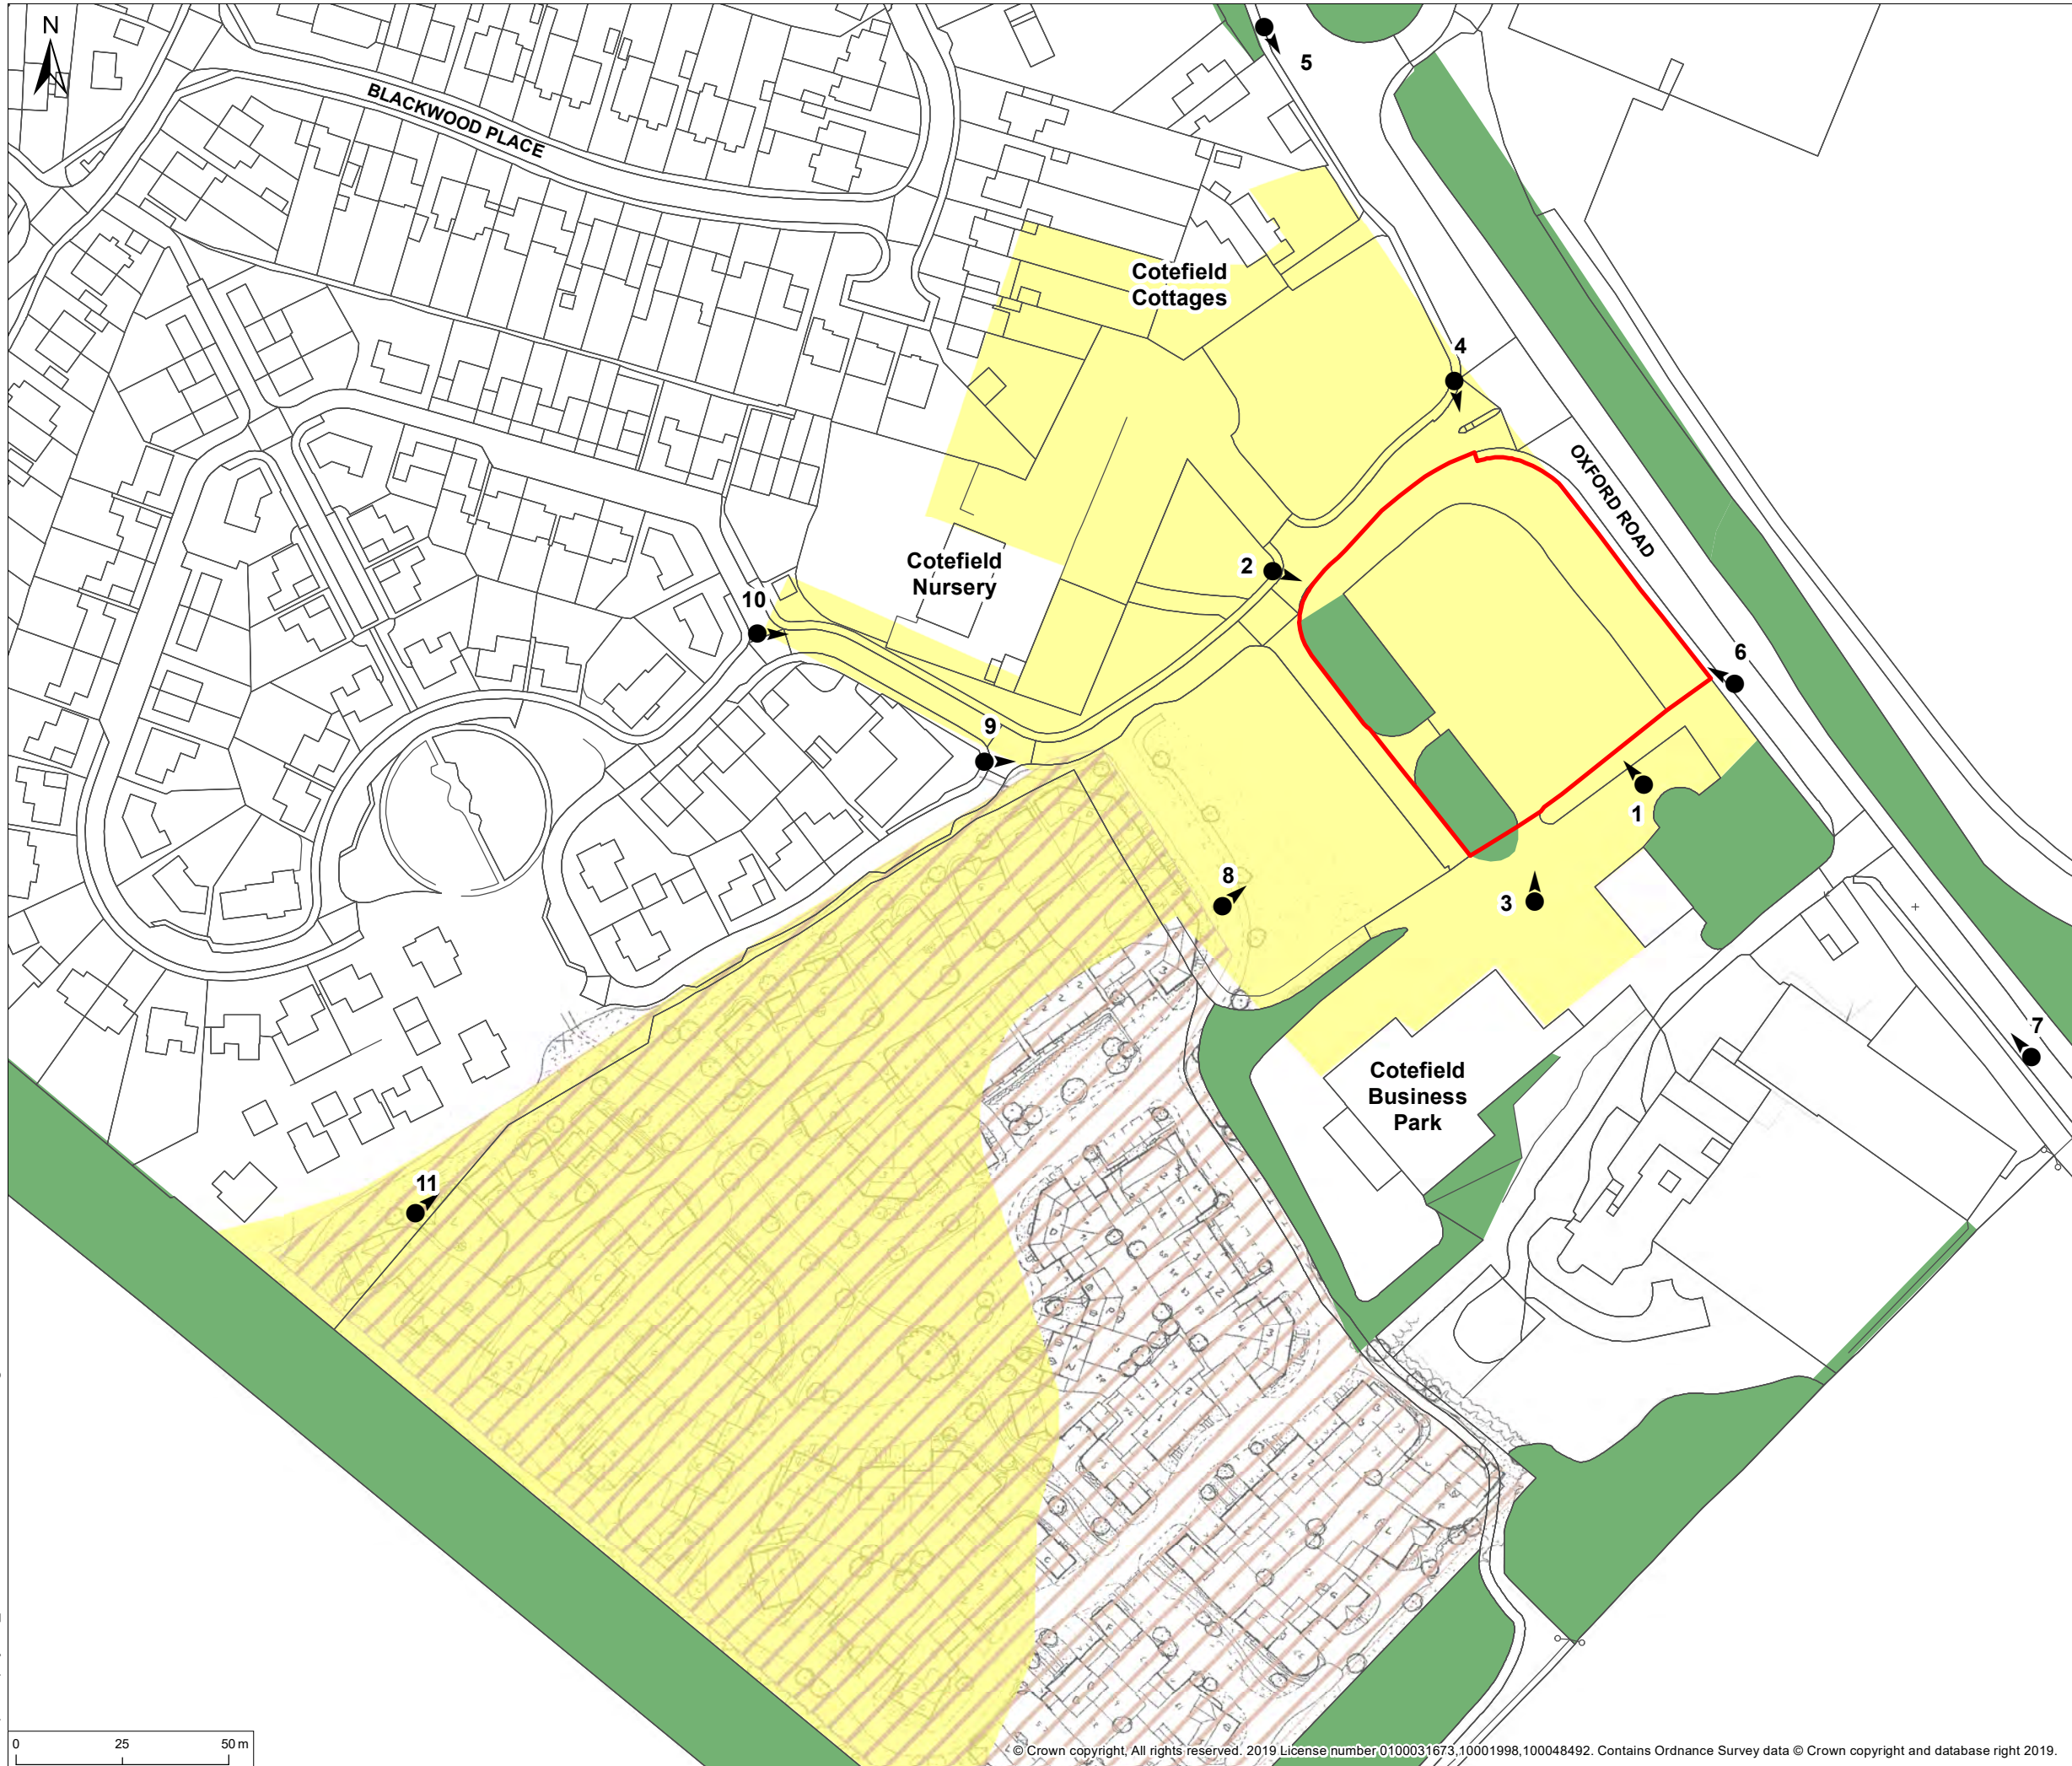 N
5
BLACKWOOD PLACE
Cotefield
Cottages
4
OXFORD ROAD
2
Cotefield
Nursery
10
6
9
1
8
3
7
Cotefield
Business
Park
11
0 25 50 m
© Crown copyright, All rights reserved. 2019 License number 0100031673,10001998,100048492. Contains Ordnance Survey data © Crown copyright and database right 2019.